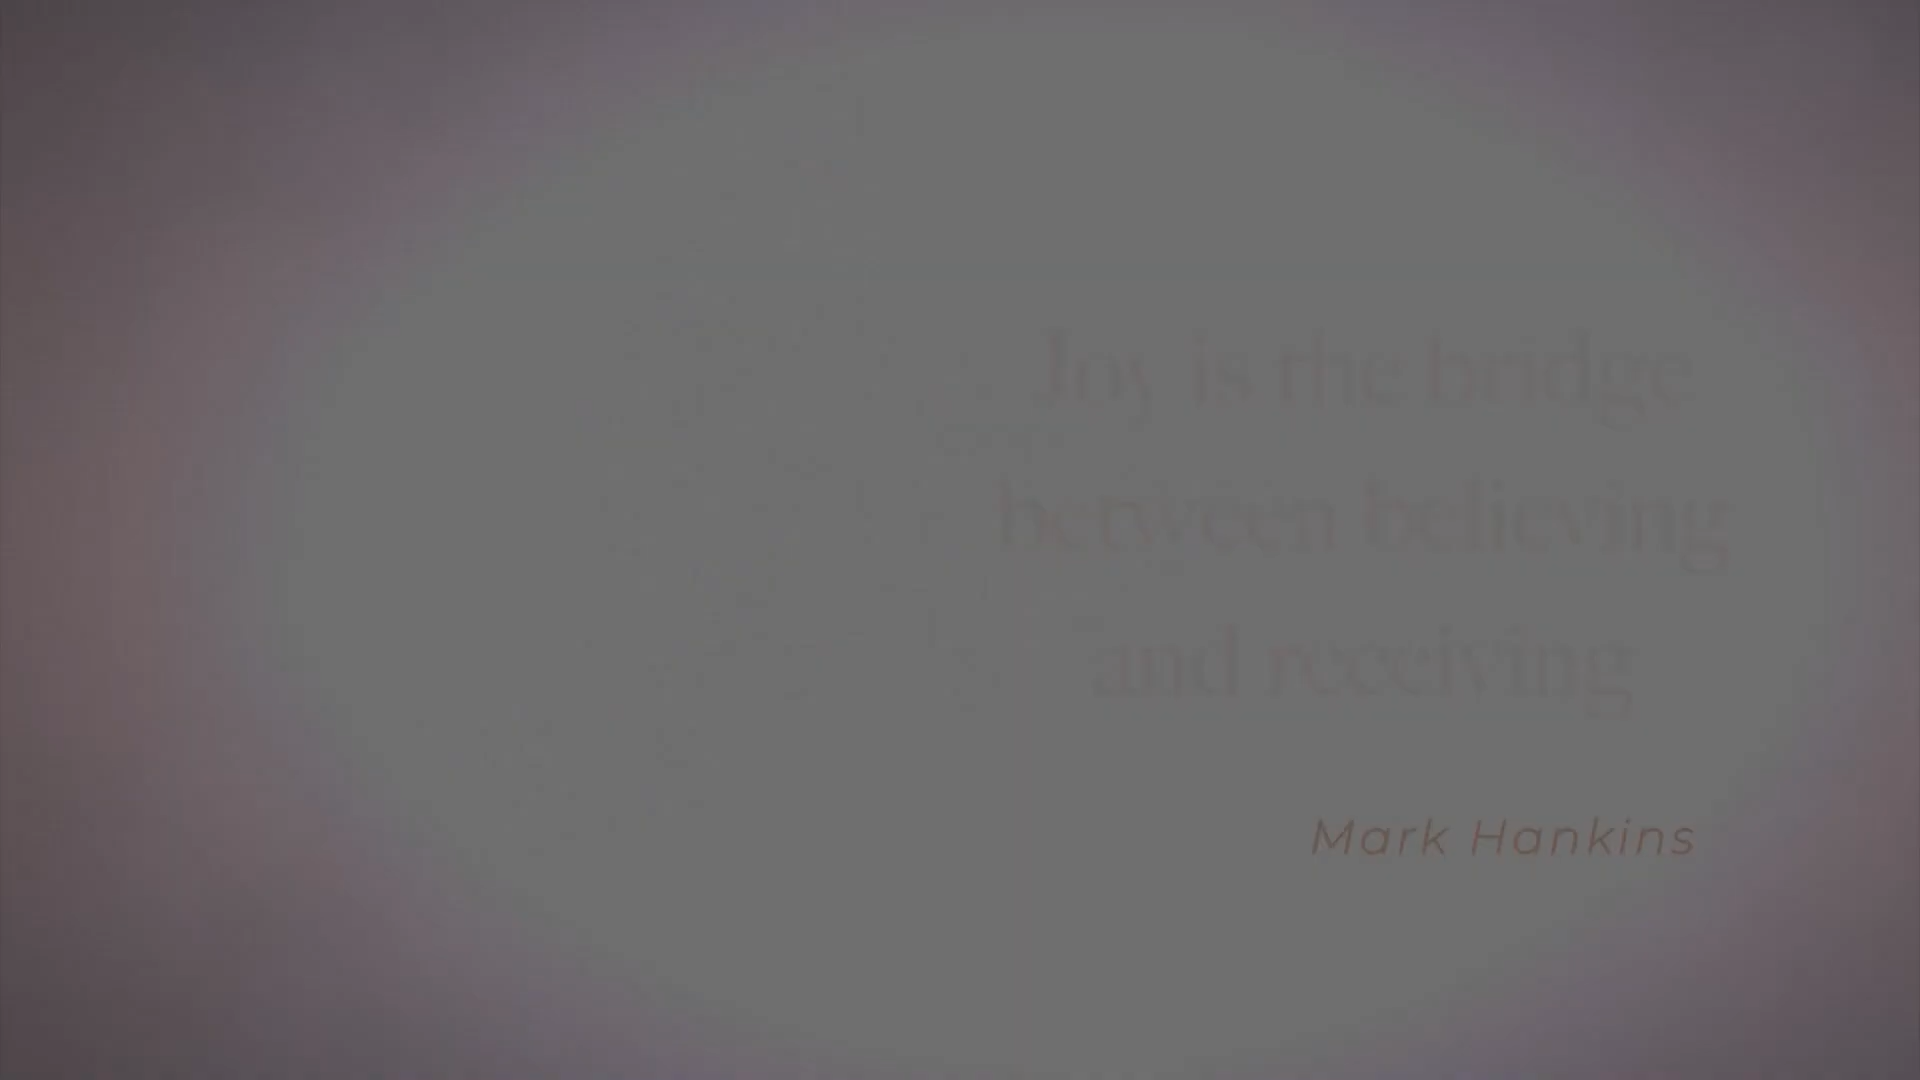 Joy is the bridge
between believing
and receiving
Mark Hankins